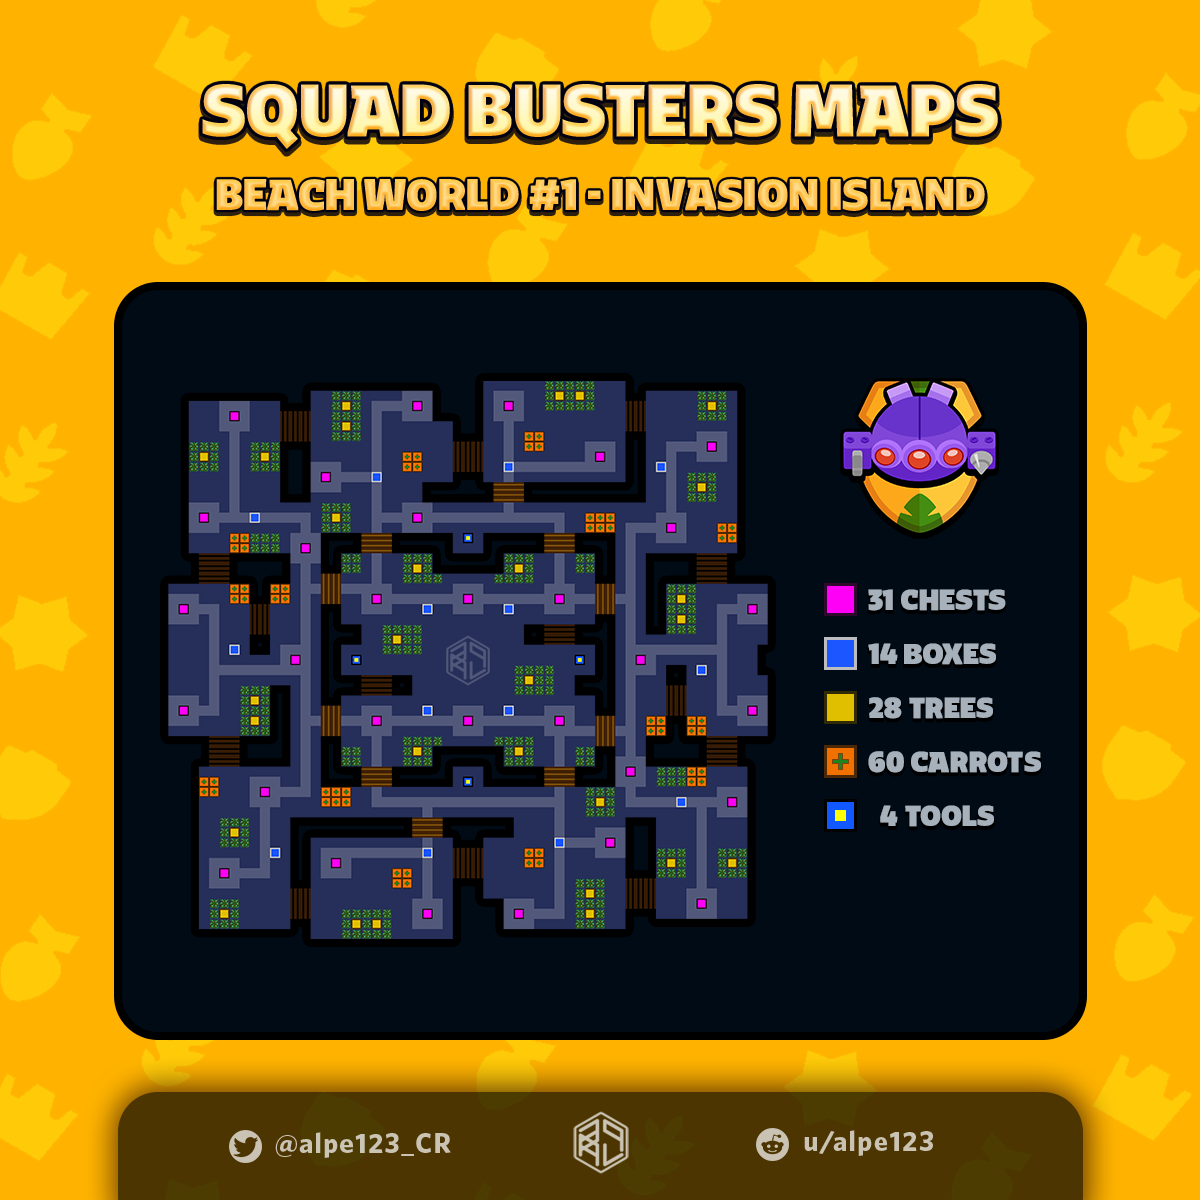 SQUAD BUSTERS MAPS
BEACH WORLD #1 - INVASION ISLAND
31 CHESTS
14 BOXES
28 TREES
60 CARROTS
4 TOOLS
@alpe123_CR
u/alpe123